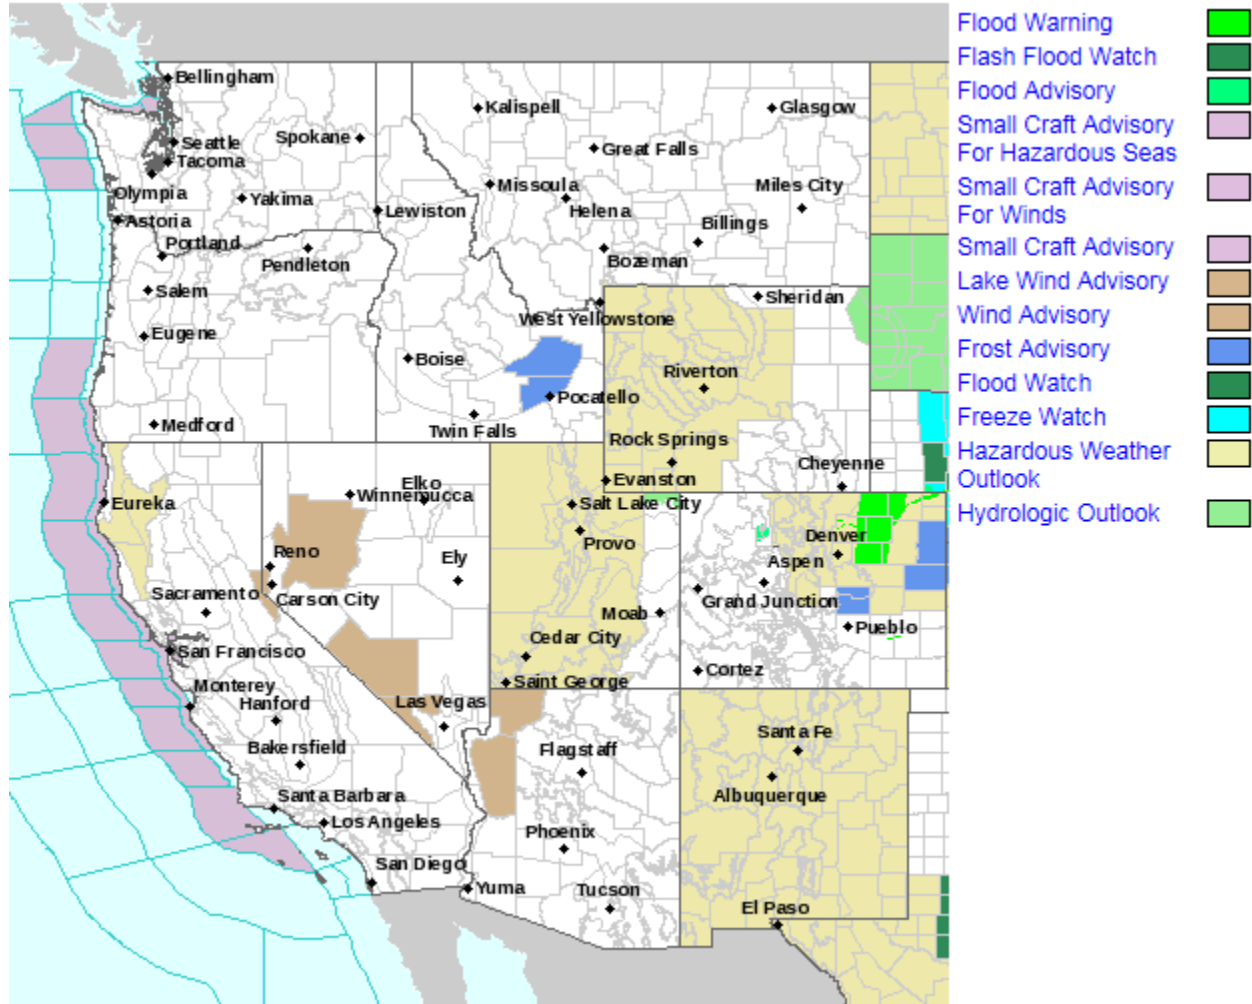 Bellingham
Kalispell
Glasgow
Seattle
Spokane
Great Falls
Tacoma
Olympia
Yakima
Missoula
Miles City
Astoria
Lewiston
Helena
Billings
Portland
Pendleton
Bozeman
Salem
Sheridan
Eugene
West Yellowstone
Boise
Riverton
Pocatello
Medford
Twin Falls
Rock Springs
Cheyenne
Elko
Winnemucca
Evanston
Eureka
Salt Lake City
Reno
Provo
Denver
Ely
Aspen
Sacramento
Carson City
Grand Junction
Moab
Pueblo
San Francisco
Cedar City
Cortez
Monterey
Saint George
Hanford
Las Vegas
Bakersfield
Flagstaff
Santa Fe
Santa Barbara
Albuquerque
Los Angeles
Phoenix
San Diego
Yuma
Tucson
El Paso
Flood Warning
Flash Flood Watch
Flood Advisory
Small Craft Advisory
For Hazardous Seas
Small Craft Advisory
For Winds
Small Craft Advisory
Lake Wind Advisory
Wind Advisory
Frost Advisory
Flood Watch
Freeze Watch
Hazardous Weather
Outlook
Hydrologic Outlook